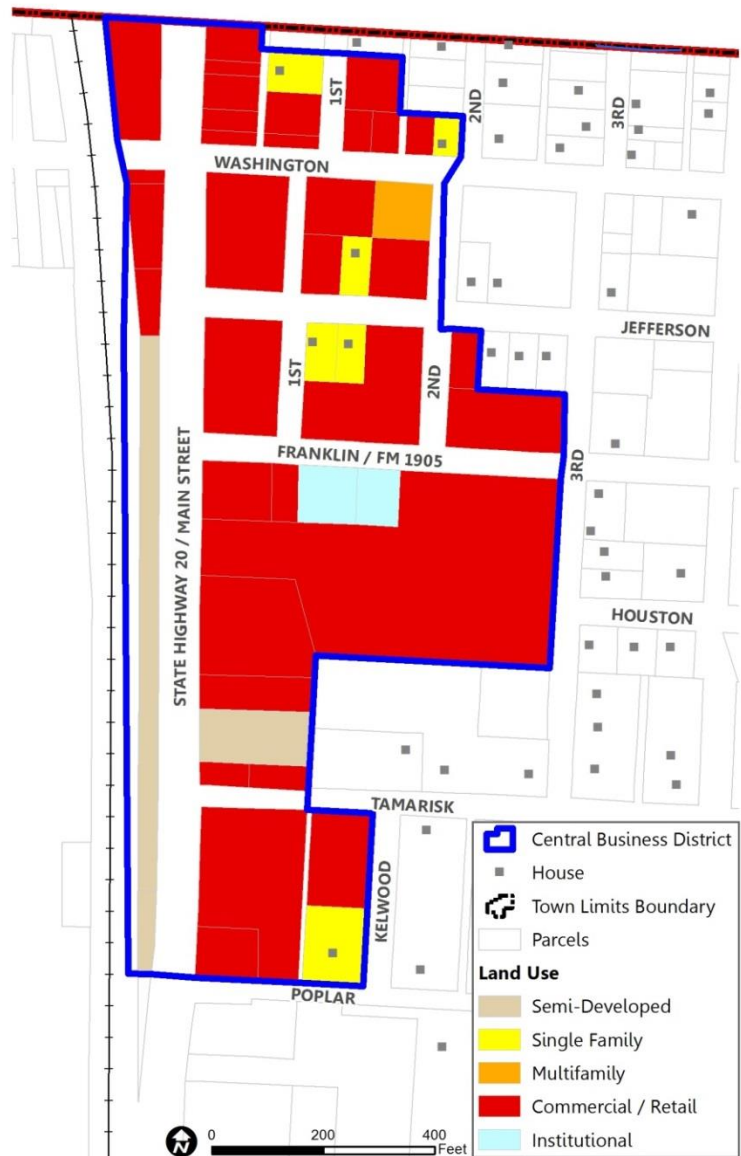 1ST
2ND
3RD
WASHINGTON
JEFFERSON
1ST
2ND
FRANKLIN / FM 1905
3RD
STATE HIGHWAY 20 / MAIN STREET
HOUSTON
TAMARISK
KELWOOD
POPLAR
Central Business District
House
Town Limits Boundary
Parcels
Land Use
Semi-Developed
Single Family
Multifamily
Commercial / Retail
Institutional
N
0 200 400
Feet